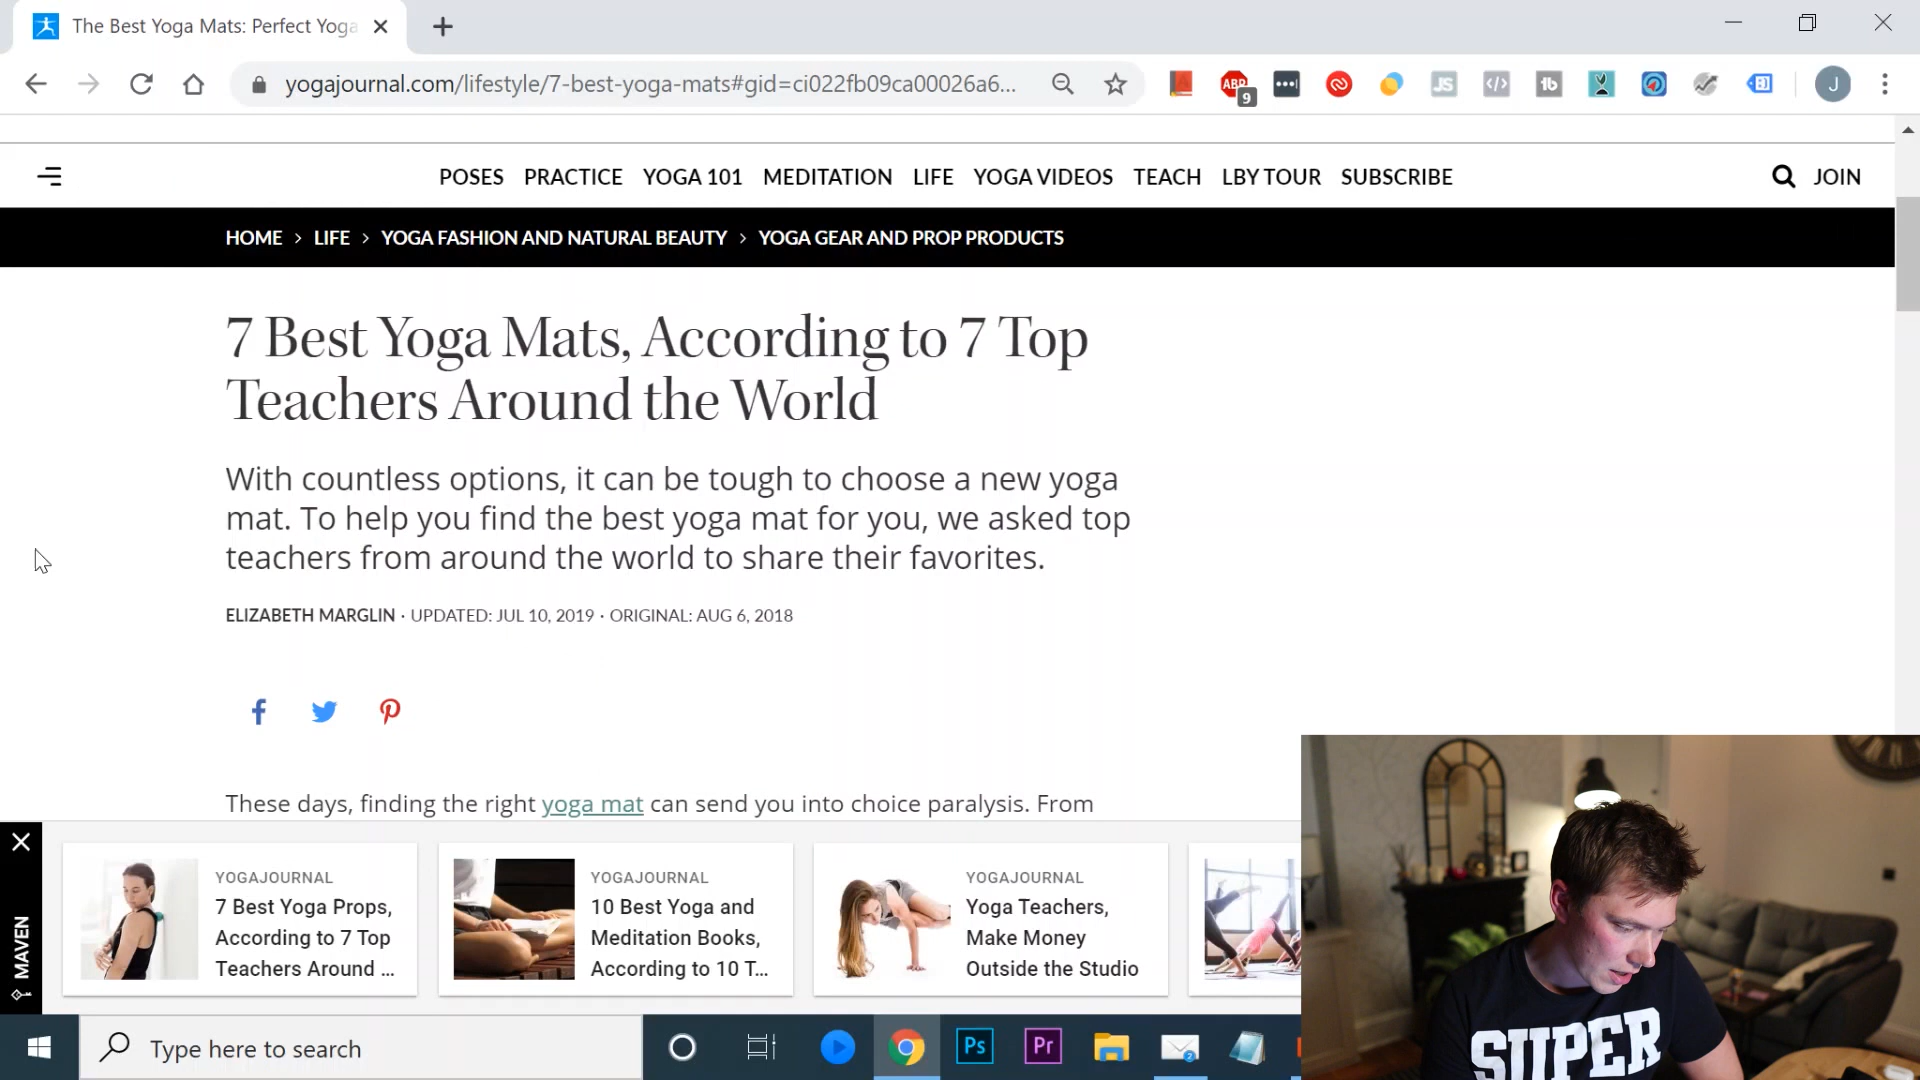 The Best Yoga Mats: Perfect Yoga
yogajournal.com/lifestyle/7-best-yoga-mats#gid=ci022fb09ca00026a6...
ABP
9
JS
</>
tb
J
POSES PRACTICE YOGA 101 MEDITATION LIFE YOGA VIDEOS TEACH LBY TOUR SUBSCRIBE
JOIN
HOME > LIFE > YOGA FASHION AND NATURAL BEAUTY > YOGA GEAR AND PROP PRODUCTS
7 Best Yoga Mats, According to 7 Top
Teachers Around the World
With countless options, it can be tough to choose a new yoga
mat. To help you find the best yoga mat for you, we asked top
teachers from around the world to share their favorites.
ELIZABETH MARGLIN · UPDATED: JUL 10, 2019 · ORIGINAL: AUG 6, 2018
These days, finding the right yoga mat can send you into choice paralysis. From
MAVEN
YOGAJOURNAL
7 Best Yoga Props,
According to 7 Top
Teachers Around ...
YOGAJOURNAL
10 Best Yoga and
Meditation Books,
According to 10 T...
YOGAJOURNAL
Yoga Teachers,
Make Money
Outside the Studio
SUPER
Type here to search
Ps
Pr
2